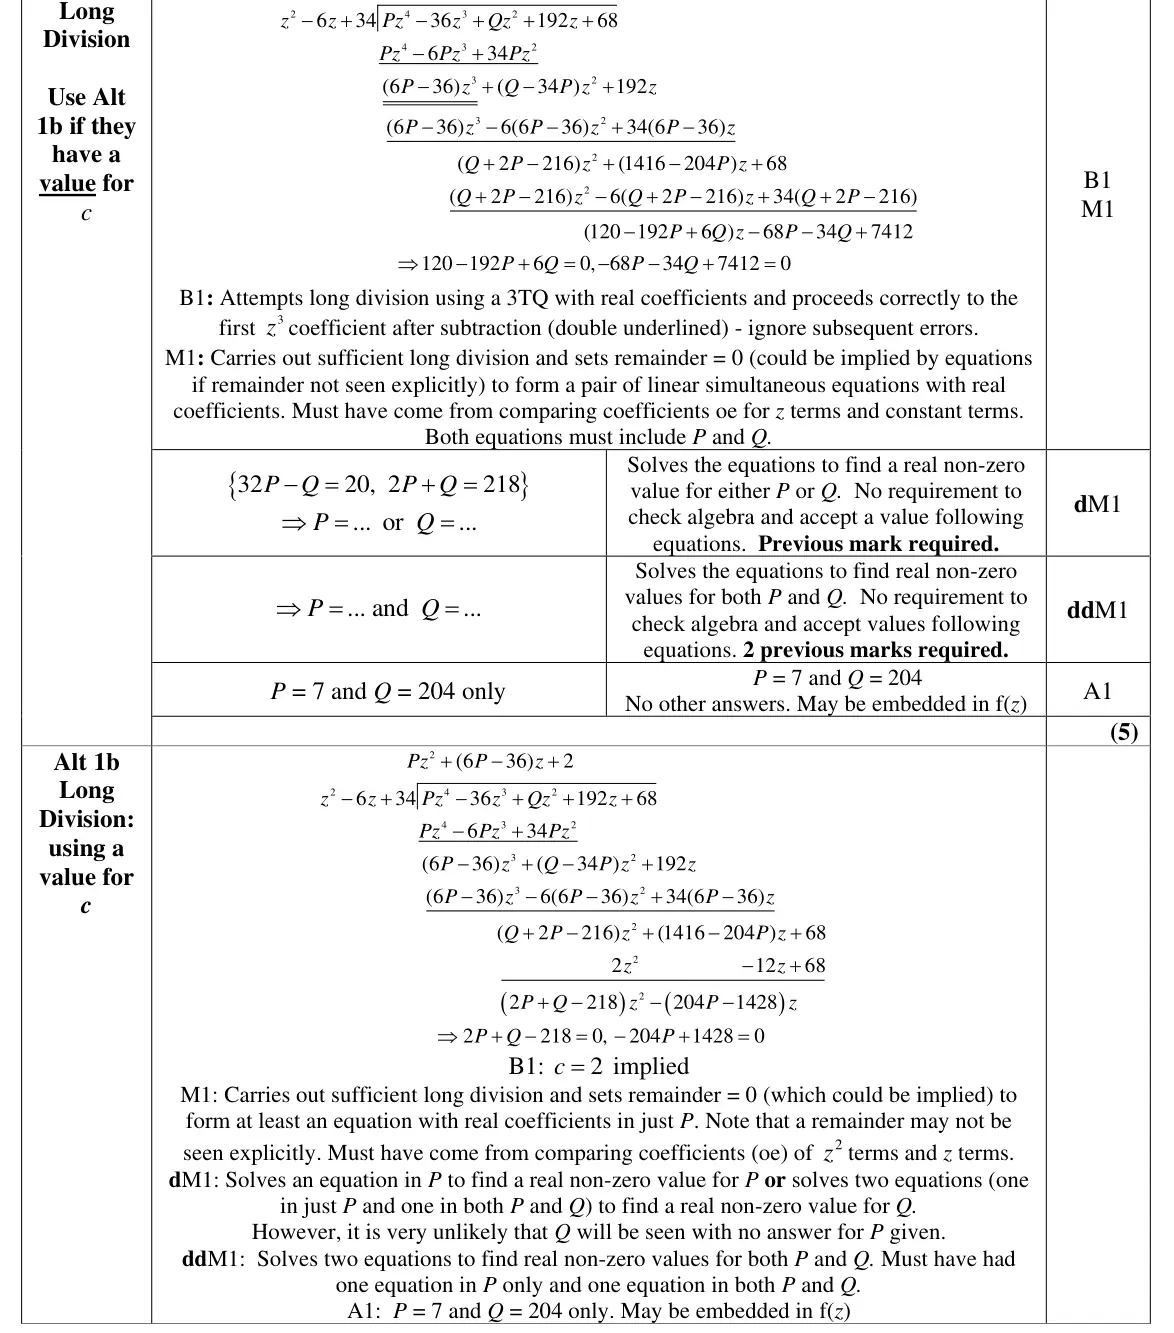 Long
Division
Use Alt
1b if they
have a
value for
c
z² − 6z + 34 | Pz⁴ − 36z³ + Qz² + 192z + 68
Pz⁴ − 6Pz³ + 34Pz²
(6P − 36)z³ + (Q − 34P)z² + 192z
(6P − 36)z³ − 6(6P − 36)z² + 34(6P − 36)z
(Q + 2P − 216)z² + (1416 − 204P)z + 68
(Q + 2P − 216)z² − 6(Q + 2P − 216)z + 34(Q + 2P − 216)
(120 − 192P + 6Q)z − 68P − 34Q + 7412
⇒ 120 − 192P + 6Q = 0, −68P − 34Q + 7412 = 0
B1: Attempts long division using a 3TQ with real coefficients and proceeds correctly to the
first z³ coefficient after subtraction (double underlined) - ignore subsequent errors.
M1: Carries out sufficient long division and sets remainder = 0 (could be implied by equations
if remainder not seen explicitly) to form a pair of linear simultaneous equations with real
coefficients. Must have come from comparing coefficients oe for z terms and constant terms.
Both equations must include P and Q.
B1
M1
{32P − Q = 20, 2P + Q = 218}
⇒ P = ... or Q = ...
Solves the equations to find a real non-zero
value for either P or Q. No requirement to
check algebra and accept a value following
equations. Previous mark required.
dM1
⇒ P = ... and Q = ...
Solves the equations to find real non-zero
values for both P and Q. No requirement to
check algebra and accept values following
equations. 2 previous marks required.
ddM1
P = 7 and Q = 204 only
P = 7 and Q = 204
No other answers. May be embedded in f(z)
A1
(5)
Alt 1b
Long
Division:
using a
value for
c
Pz² + (6P − 36)z + 2
z² − 6z + 34 | Pz⁴ − 36z³ + Qz² + 192z + 68
Pz⁴ − 6Pz³ + 34Pz²
(6P − 36)z³ + (Q − 34P)z² + 192z
(6P − 36)z³ − 6(6P − 36)z² + 34(6P − 36)z
(Q + 2P − 216)z² + (1416 − 204P)z + 68
2z² −12z + 68
(2P + Q − 218)z² − (204P − 1428)z
⇒ 2P + Q − 218 = 0, − 204P + 1428 = 0
B1: c = 2 implied
M1: Carries out sufficient long division and sets remainder = 0 (which could be implied) to
form at least an equation with real coefficients in just P. Note that a remainder may not be
seen explicitly. Must have come from comparing coefficients (oe) of z² terms and z terms.
dM1: Solves an equation in P to find a real non-zero value for P or solves two equations (one
in just P and one in both P and Q) to find a real non-zero value for Q.
However, it is very unlikely that Q will be seen with no answer for P given.
ddM1: Solves two equations to find real non-zero values for both P and Q. Must have had
one equation in P only and one equation in both P and Q.
A1: P = 7 and Q = 204 only. May be embedded in f(z)